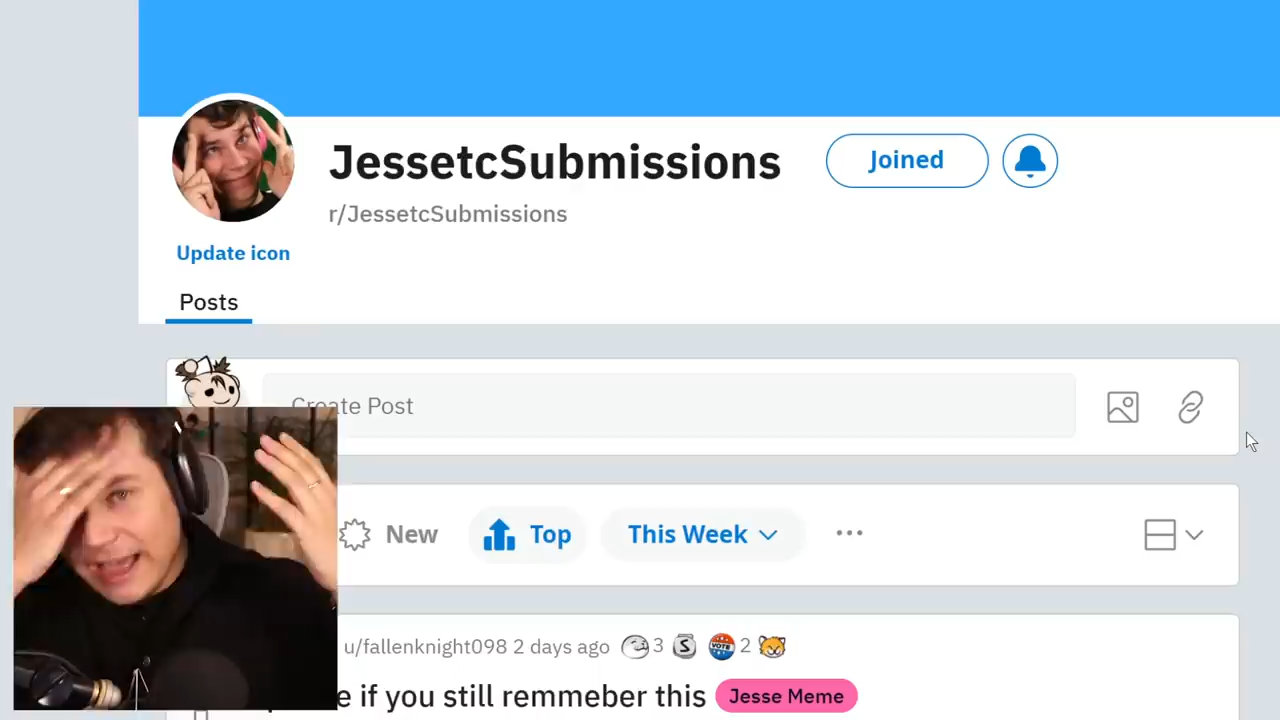 JessetcSubmissions
Joined
r/JessetcSubmissions
Update icon
Posts
Create Post
New
Top
This Week
u/fallenknight098 2 days ago
3
S
VOTE
2
if you still remmeber this
Jesse Meme